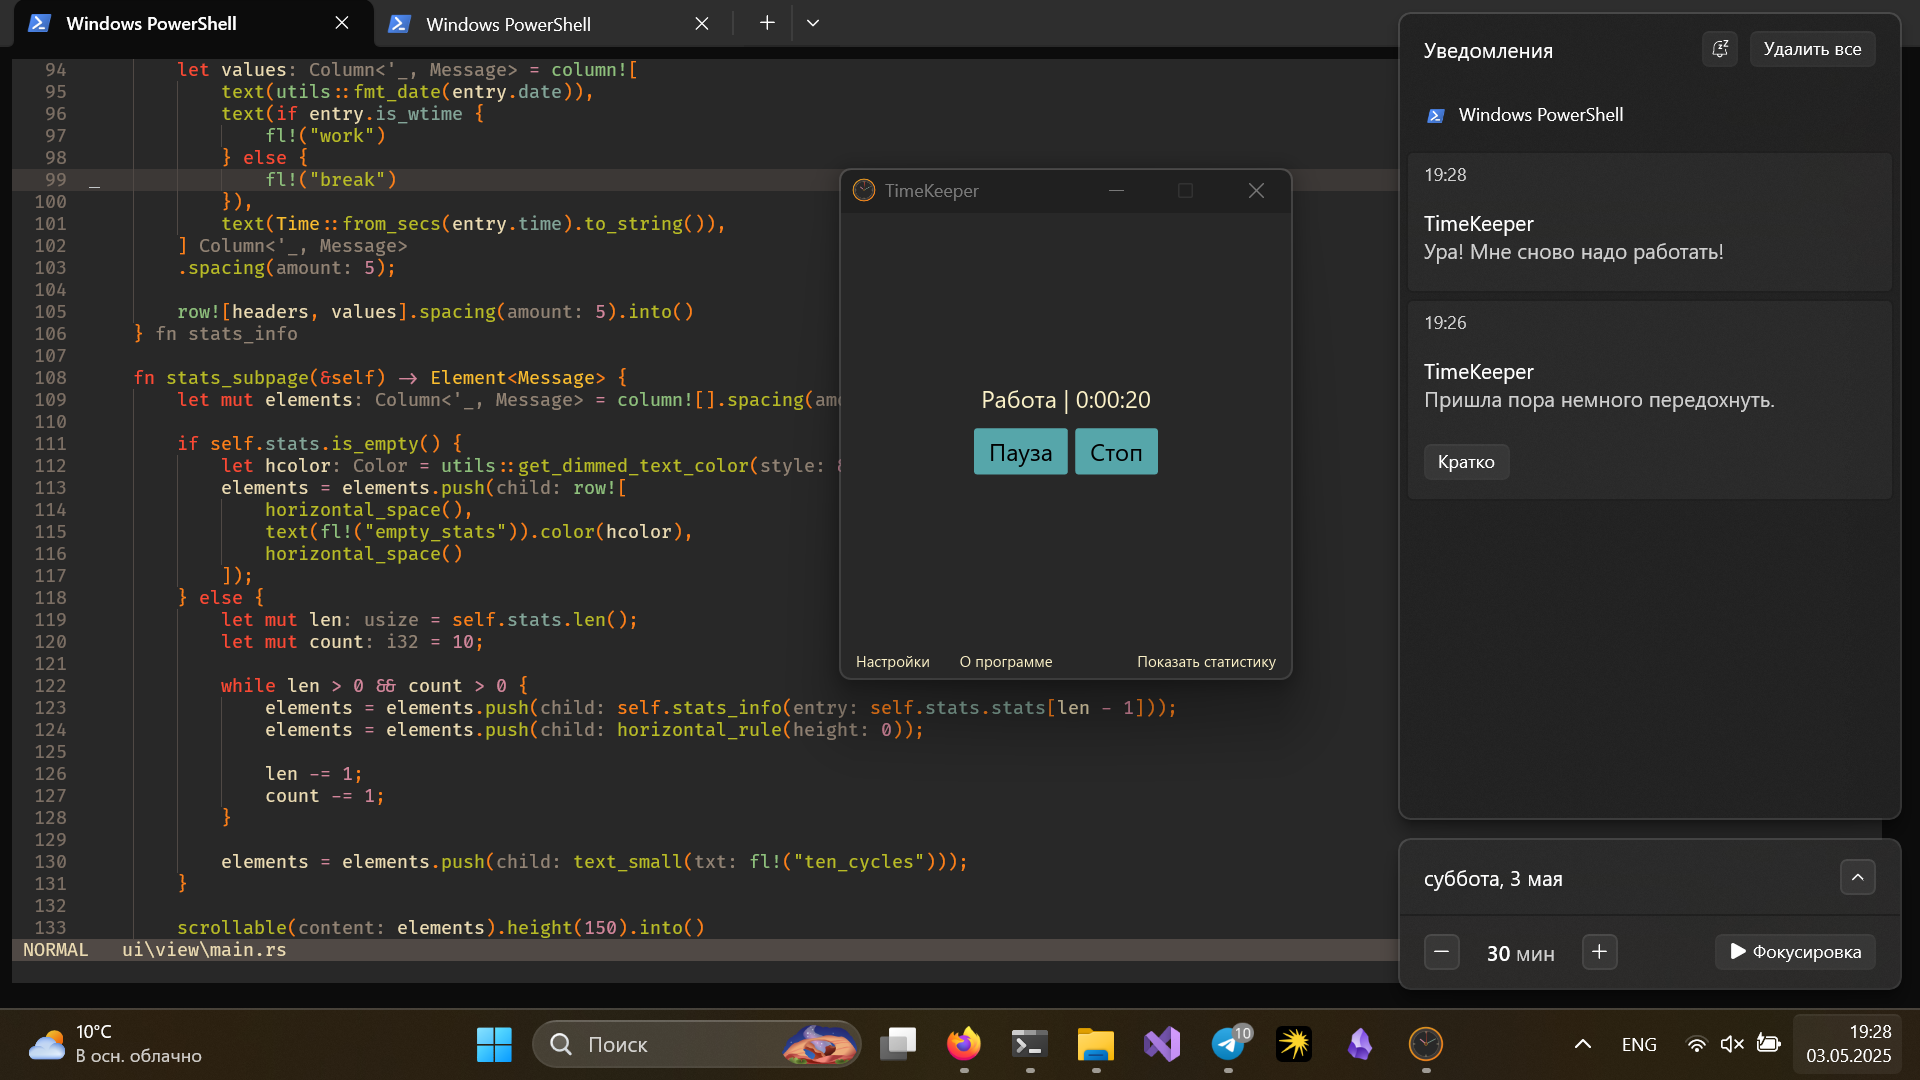 Windows PowerShell
Windows PowerShell
94 let values: Column<'_, Message> = column![
95 text(utils::fmt_date(entry.date)),
96 text(if entry.is_wtime {
97 fl!("work")
98 } else {
99 _ fl!("break")
100 }),
101 text(Time::from_secs(entry.time).to_string()),
102 ] Column<'_, Message>
103 .spacing(amount: 5);
104
105 row![headers, values].spacing(amount: 5).into()
106 } fn stats_info
107
108 fn stats_subpage(&self) -> Element<Message> {
109 let mut elements: Column<'_, Message> = column![].spacing(
110
111 if self.stats.is_empty() {
112 let hcolor: Color = utils::get_dimmed_text_color(style:
113 elements = elements.push(child: row![
114 horizontal_space(),
115 text(fl!("empty_stats")).color(hcolor),
116 horizontal_space()
117 ]);
118 } else {
119 let mut len: usize = self.stats.len();
120 let mut count: i32 = 10;
121
122 while len > 0 && count > 0 {
123 elements = elements.push(child: self.stats_info(entry: self.stats.stats[len - 1]));
124 elements = elements.push(child: horizontal_rule(height: 0));
125
126 len -= 1;
127 count -= 1;
128 }
129
130 elements = elements.push(child: text_small(txt: fl!("ten_cycles")));
131 }
132
133 scrollable(content: elements).height(150).into()
NORMAL ui\view\main.rs
TimeKeeper
Работа | 0:00:20
Пауза Стоп
Настройки О программе Показать статистику
Уведомления Удалить все
Windows PowerShell
19:28
TimeKeeper
Ура! Мне сново надо работать!
19:26
TimeKeeper
Пришла пора немного передохнуть.
Кратко
суббота, 3 мая
30 мин Фокусировка
10°C
В осн. облачно
Поиск
10
ENG
19:28
03.05.2025